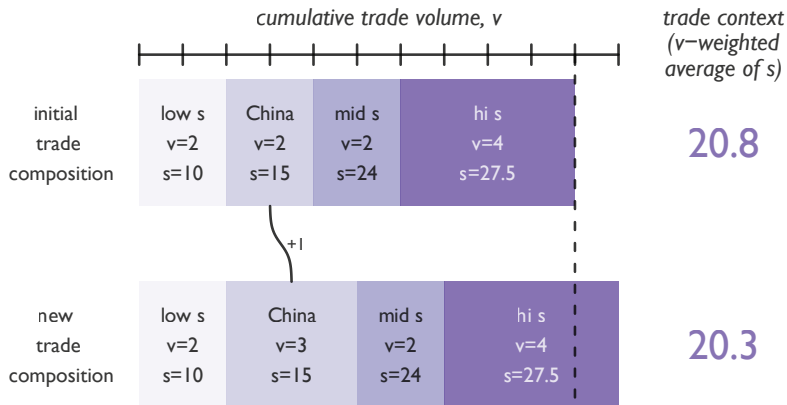 cumulative trade volume, v
trade context
(v−weighted
average of s)
initial
trade
composition
low s
v=2
s=10
China
v=2
s=15
mid s
v=2
s=24
hi s
v=4
s=27.5
20.8
+1
new
trade
composition
low s
v=2
s=10
China
v=3
s=15
mid s
v=2
s=24
hi s
v=4
s=27.5
20.3